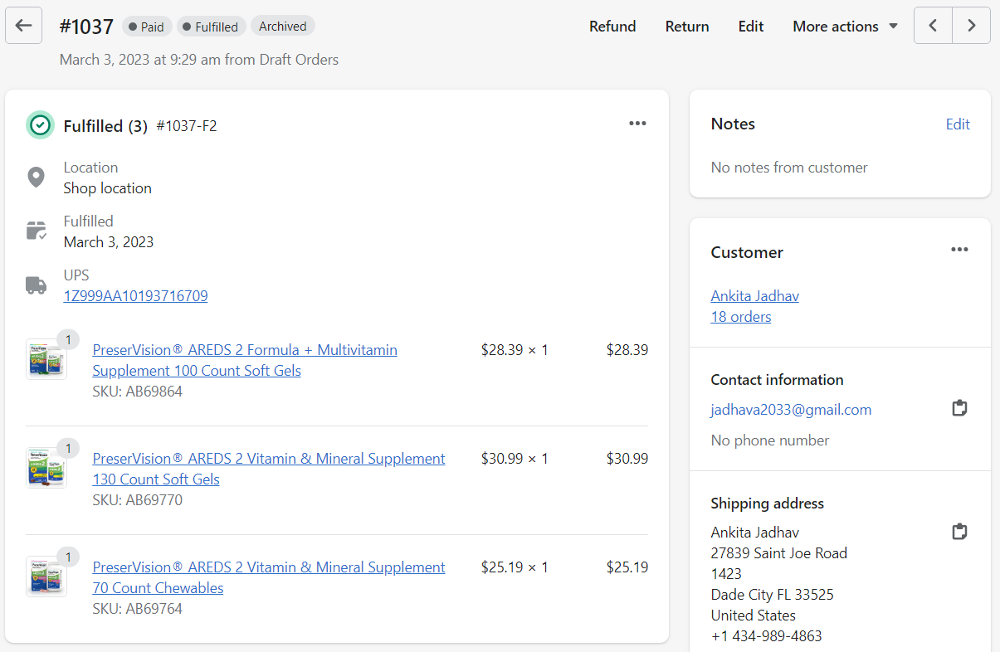 #1037 Paid Fulfilled Archived
Refund Return Edit More actions
March 3, 2023 at 9:29 am from Draft Orders
Fulfilled (3) #1037-F2
Location
Shop location
Fulfilled
March 3, 2023
UPS
1Z999AA10193716709
1
PreserVision® AREDS 2 Formula + Multivitamin
Supplement 100 Count Soft Gels
SKU: AB69864
$28.39 × 1 $28.39
1
PreserVision® AREDS 2 Vitamin & Mineral Supplement
130 Count Soft Gels
SKU: AB69770
$30.99 × 1 $30.99
1
PreserVision® AREDS 2 Vitamin & Mineral Supplement
70 Count Chewables
SKU: AB69764
$25.19 × 1 $25.19
Notes Edit
No notes from customer
Customer
Ankita Jadhav
18 orders
Contact information
jadhava2033@gmail.com
No phone number
Shipping address
Ankita Jadhav
27839 Saint Joe Road
1423
Dade City FL 33525
United States
+1 434-989-4863